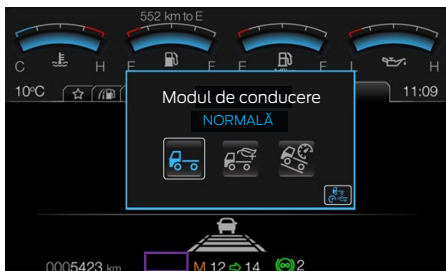 552 km to E
C H E F E F L H
10°C 11:09
Modul de conducere
NORMALĂ
0005423 km M 12 14 2